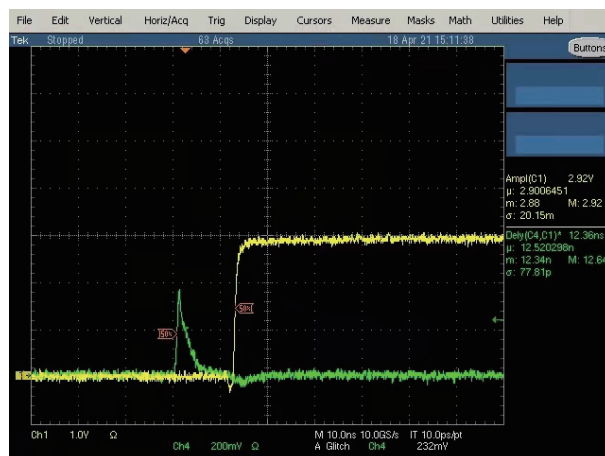 File Edit Vertical Horiz/Acq Trig Display Cursors Measure Masks Math Utilities Help
Tek Stopped 63 Acqs 18 Apr 21 15:11:38
Buttons
Ampl(C1) 2.92V
µ: 2.9006451
m: 2.88 M: 2.92
σ: 20.15m
Dely(C4,C1)* 12.36ns
µ: 12.520298n
m: 12.34n M: 12.64
σ: 77.81p
50%
50%
Ch1 1.0V Ω M 10.0ns 10.0GS/s IT 10.0ps/pt
Ch4 200mV Ω A Glitch Ch4 232mV